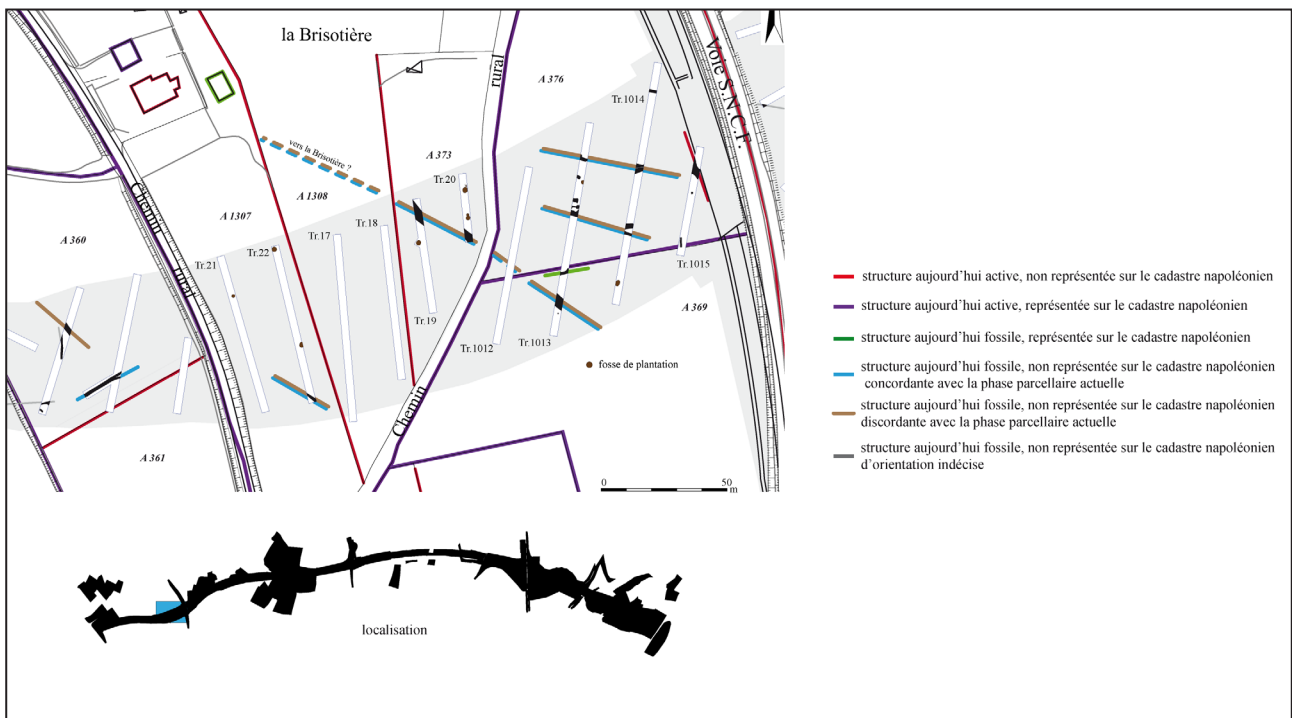 la Brisotière
rural
Voie S.N.C.F.
A 376
Tr.1014
vers la Brisotière ?
A 373
Tr.20
Chemin
rural
A 1308
A 1307
A 360
Tr.18
Tr.17
Tr.22
Tr.21
Tr.1015
A 369
Tr.19
Tr.1012
Tr.1013
fosse de plantation
Chemin
A 361
0 50 m
structure aujourd'hui active, non représentée sur le cadastre napoléonien
structure aujourd'hui active, représentée sur le cadastre napoléonien
structure aujourd'hui fossile, représentée sur le cadastre napoléonien
structure aujourd'hui fossile, non représentée sur le cadastre napoléonien
concordante avec la phase parcellaire actuelle
structure aujourd'hui fossile, non représentée sur le cadastre napoléonien
discordante avec la phase parcellaire actuelle
structure aujourd'hui fossile, non représentée sur le cadastre napoléonien
d'orientation indécise
localisation